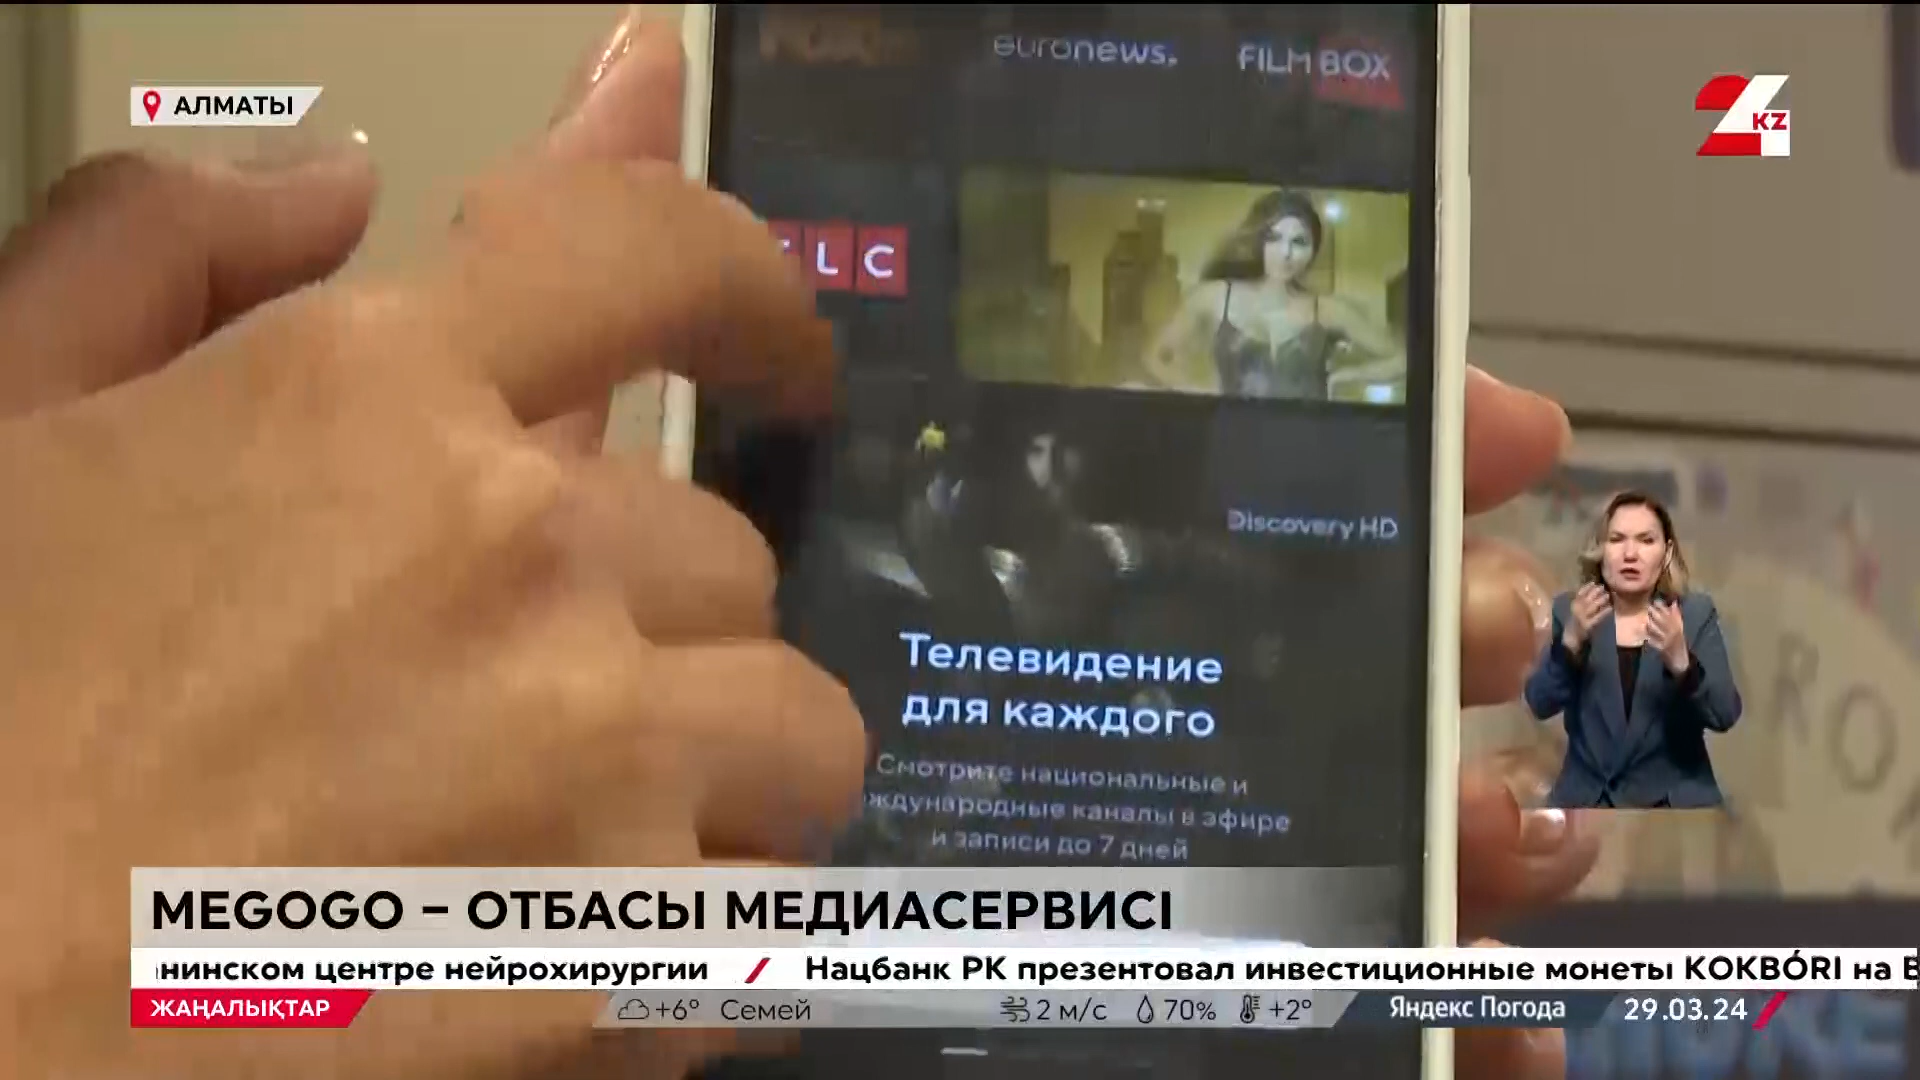 euronews.
FILM BOX
АЛМАТЫ
24 KZ
LC
Discovery HD
Телевидение
для каждого
Смотрите национальные и
ждународные каналы в эфире
и записи до 7 дней
MEGOGO – ОТБАСЫ МЕДИАСЕРВИСІ
нинском центре нейрохирургии / Нацбанк РК презентовал инвестиционные монеты KOKBÓRI на В
ЖАҢАЛЫҚТАР
+6° Семей 2 м/с 70% +2° Яндекс Погода 29.03.24